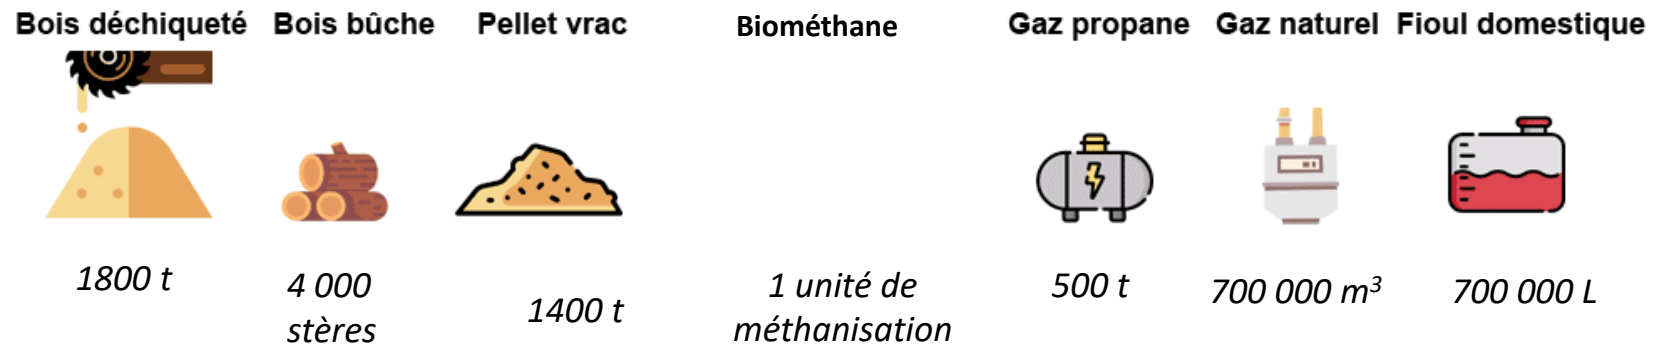 Bois déchiqueté
Bois bûche
Pellet vrac
Biométhane
Gaz propane
Gaz naturel
Fioul domestique
1800 t
4 000
stères
1400 t
1 unité de
méthanisation
500 t
700 000 m³
700 000 L